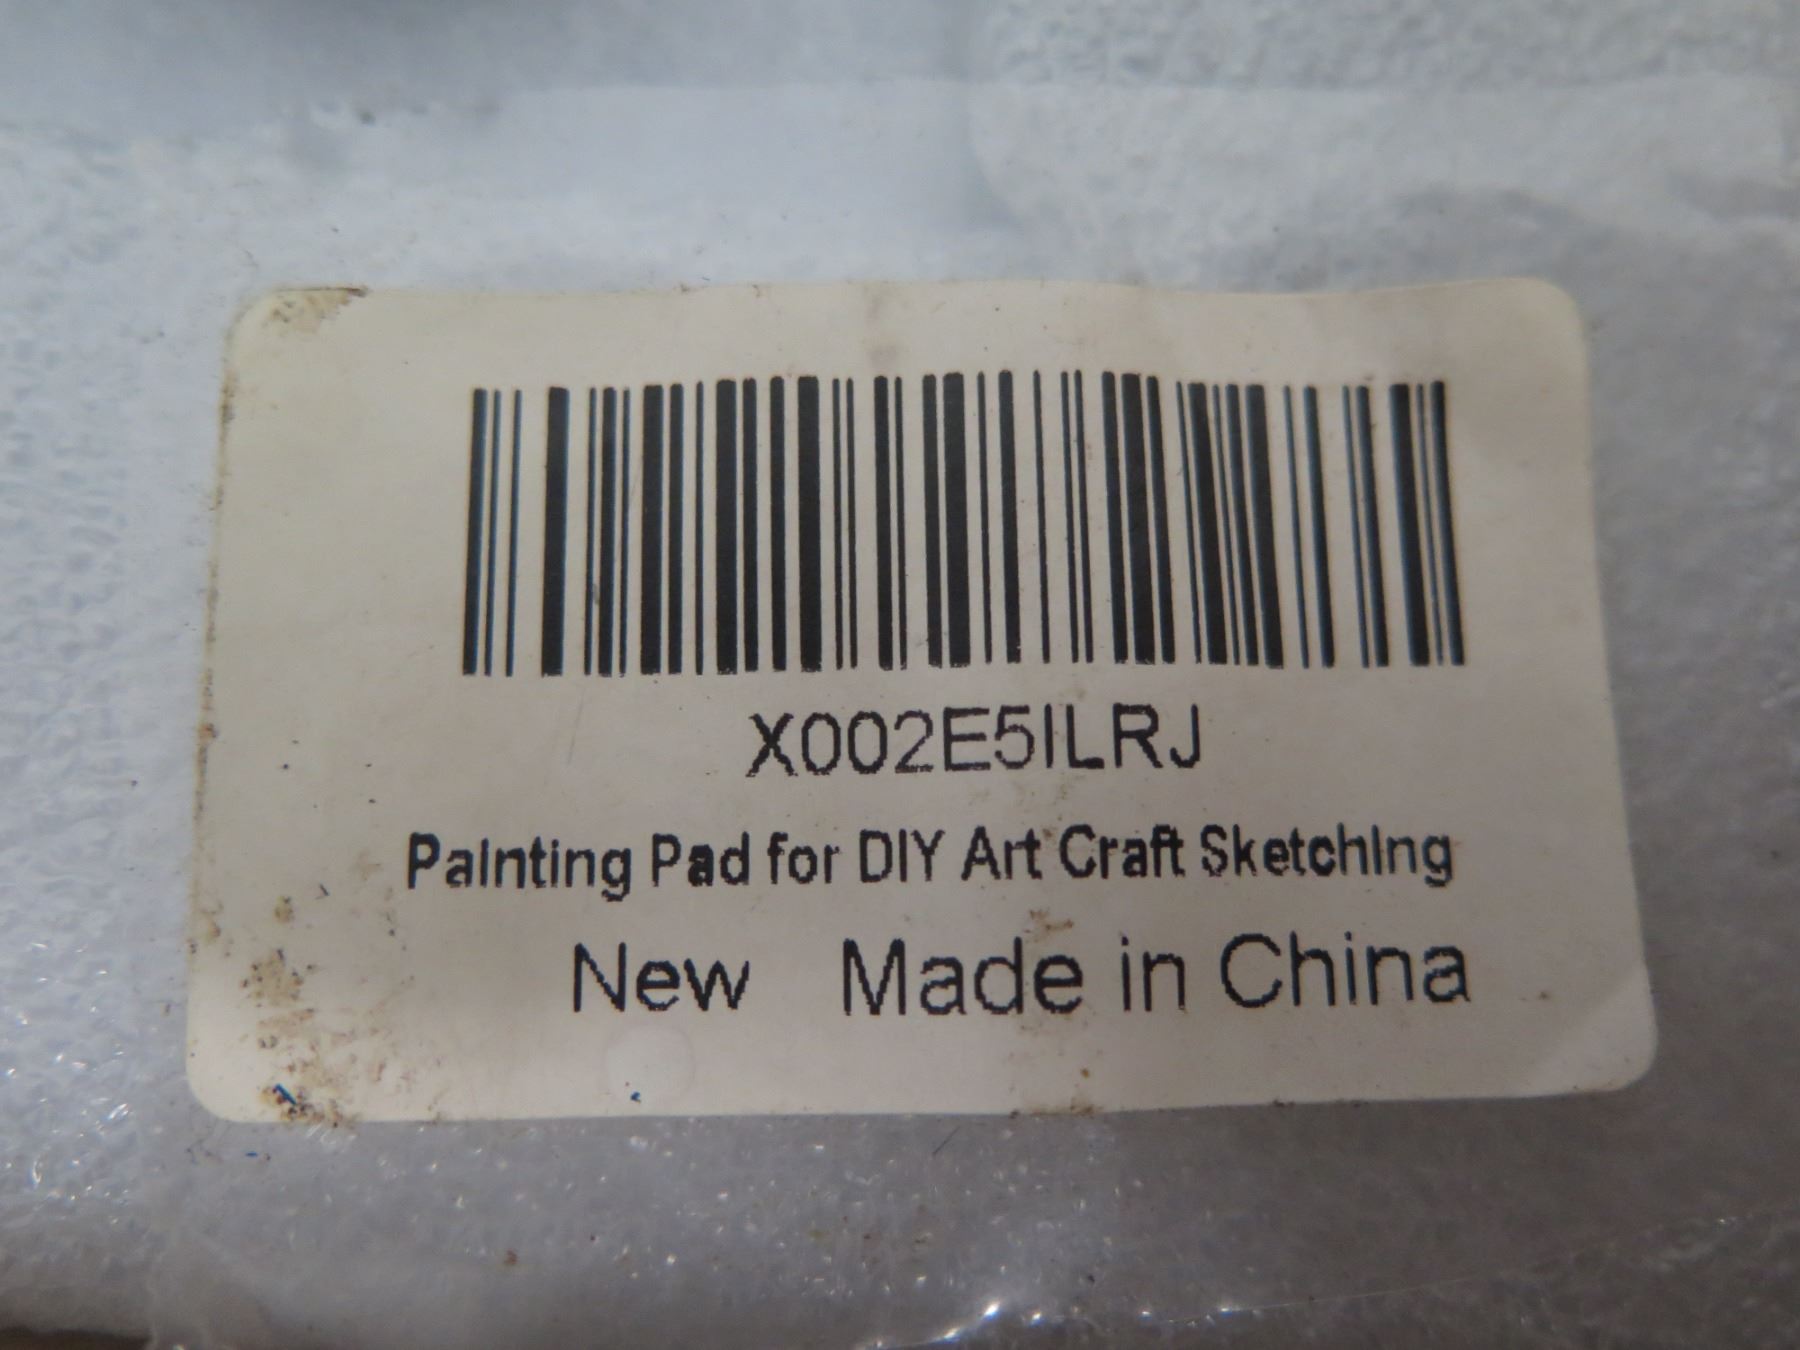 X002E5ILRJ
Painting Pad for DIY Art Craft Sketching
New Made in China